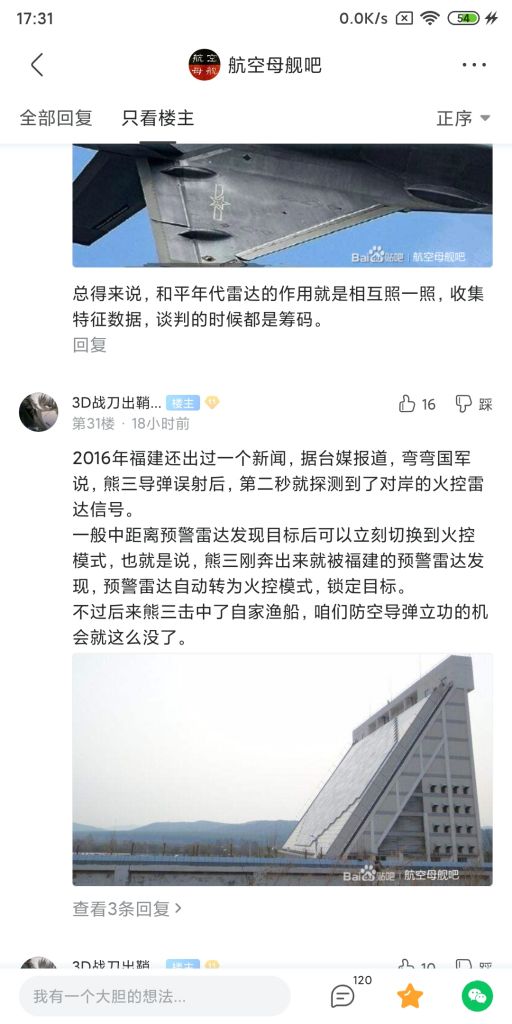 17:31
0.0K/s
54
航空母舰吧
航空
母舰
全部回复
只看楼主
正序
Bai 贴吧 | 航空母舰吧
总得来说，和平年代雷达的作用就是相互照一照，收集
特征数据，谈判的时候都是筹码。
回复
3D战刀出鞘...
楼主
11
16
踩
第31楼 · 18小时前
2016年福建还出过一个新闻，据台媒报道，弯弯国军
说，熊三导弹误射后，第二秒就探测到了对岸的火控雷
达信号。
一般中距离预警雷达发现目标后可以立刻切换到火控
模式，也就是说，熊三刚奔出来就被福建的预警雷达发
现，预警雷达自动转为火控模式，锁定目标。
不过后来熊三击中了自家渔船，咱们防空导弹立功的机
会就这么没了。
Bai 贴吧 | 航空母舰吧
查看3条回复
3D战刀出鞘...
楼主
10
踩
我有一个大胆的想法...
120